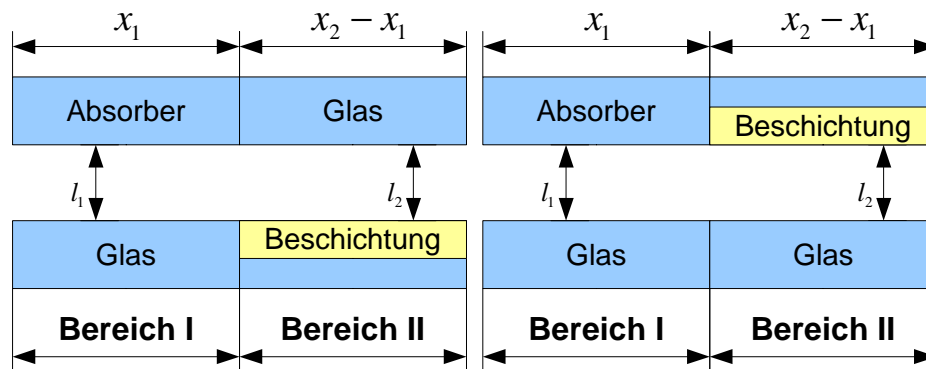 x₁ x₂ − x₁ x₁ x₂ − x₁
Absorber Glas Absorber Beschichtung
l₁ l₂ l₁ l₂
Glas Beschichtung Glas Glas
Bereich I Bereich II Bereich I Bereich II